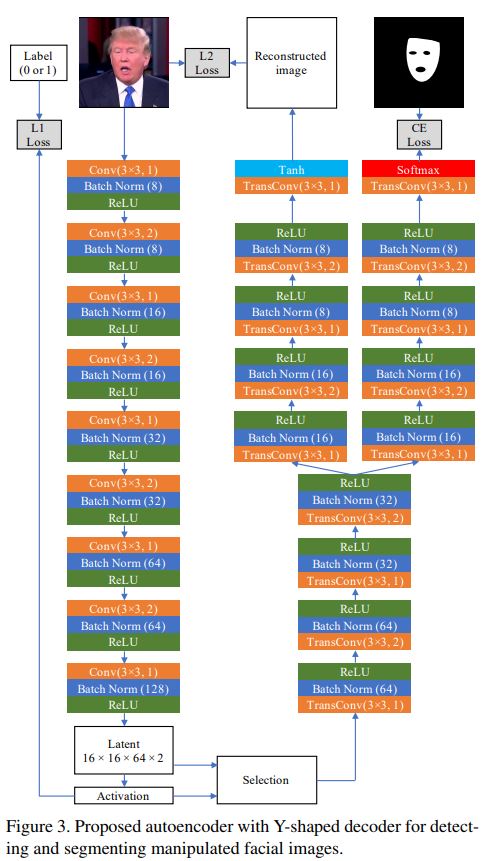 Label
(0 or 1)
L2
Loss
Reconstructed
image
L1
Loss
CE
Loss
Conv(3×3, 1)
Batch Norm (8)
ReLU
Conv(3×3, 2)
Batch Norm (8)
ReLU
Conv(3×3, 1)
Batch Norm (16)
ReLU
Conv(3×3, 2)
Batch Norm (16)
ReLU
Conv(3×3, 1)
Batch Norm (32)
ReLU
Conv(3×3, 2)
Batch Norm (32)
ReLU
Conv(3×3, 1)
Batch Norm (64)
ReLU
Conv(3×3, 2)
Batch Norm (64)
ReLU
Conv(3×3, 1)
Batch Norm (128)
ReLU
Latent
16 × 16 × 64 × 2
Activation
Selection
Tanh
TransConv(3×3, 1)
ReLU
Batch Norm (8)
TransConv(3×3, 2)
ReLU
Batch Norm (8)
TransConv(3×3, 1)
ReLU
Batch Norm (16)
TransConv(3×3, 2)
ReLU
Batch Norm (16)
TransConv(3×3, 1)
Softmax
TransConv(3×3, 1)
ReLU
Batch Norm (8)
TransConv(3×3, 2)
ReLU
Batch Norm (8)
TransConv(3×3, 1)
ReLU
Batch Norm (16)
TransConv(3×3, 2)
ReLU
Batch Norm (16)
TransConv(3×3, 1)
ReLU
Batch Norm (32)
TransConv(3×3, 2)
ReLU
Batch Norm (32)
TransConv(3×3, 1)
ReLU
Batch Norm (64)
TransConv(3×3, 2)
ReLU
Batch Norm (64)
TransConv(3×3, 1)
Figure 3. Proposed autoencoder with Y-shaped decoder for detect-
ing and segmenting manipulated facial images.